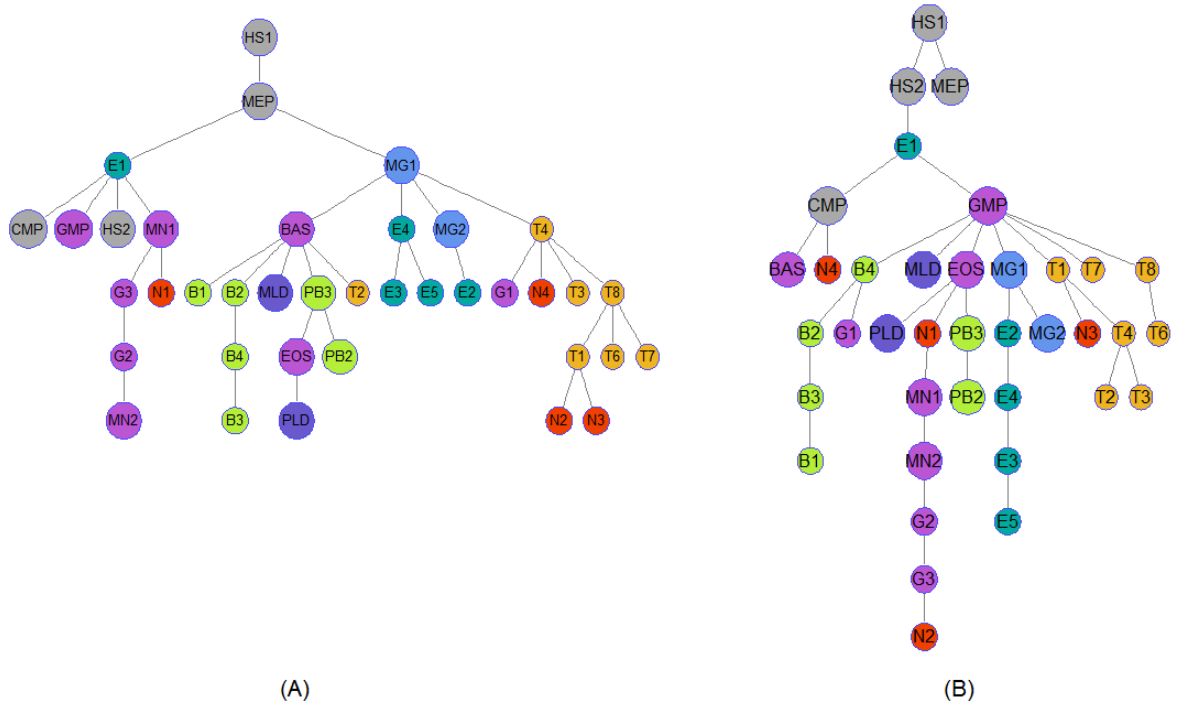 HS1
MEP
E1 MG1
CMP GMP HS2 MN1 BAS E4 MG2 T4
G3 N1 B1 B2 MLD PB3 T2 E3 E5 E2 G1 N4 T3 T8
G2 B4 EOS PB2 T1 T6 T7
MN2 B3 PLD N2 N3
(A)
HS1
HS2 MEP
E1
CMP GMP
BAS N4 B4 MLD EOS MG1 T1 T7 T8
B2 G1 PLD N1 PB3 E2 MG2 N3 T4 T6
B3 MN1 PB2 E4 T2 T3
B1 MN2 E3
G2 E5
G3
N2
(B)